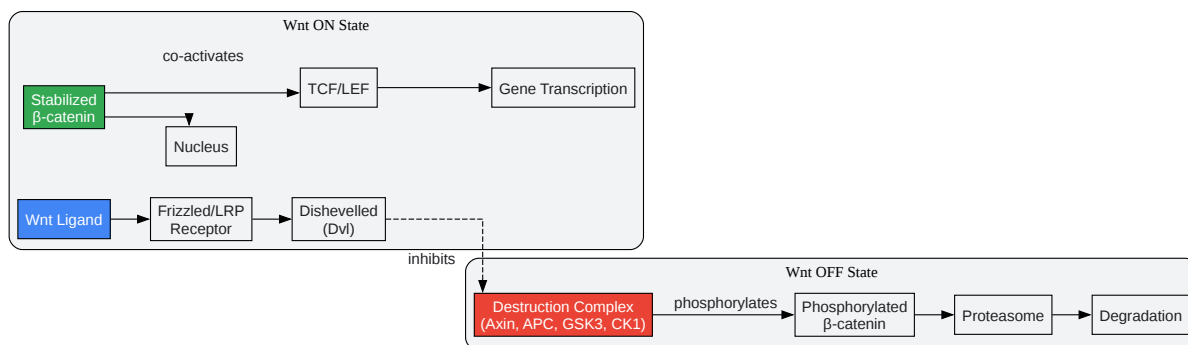 Wnt ON State
co-activates
Stabilized
β-catenin
TCF/LEF
Gene Transcription
Nucleus
Wnt Ligand
Frizzled/LRP
Receptor
Dishevelled
(Dvl)
inhibits
Wnt OFF State
Destruction Complex
(Axin, APC, GSK3, CK1)
phosphorylates
Phosphorylated
β-catenin
Proteasome
Degradation